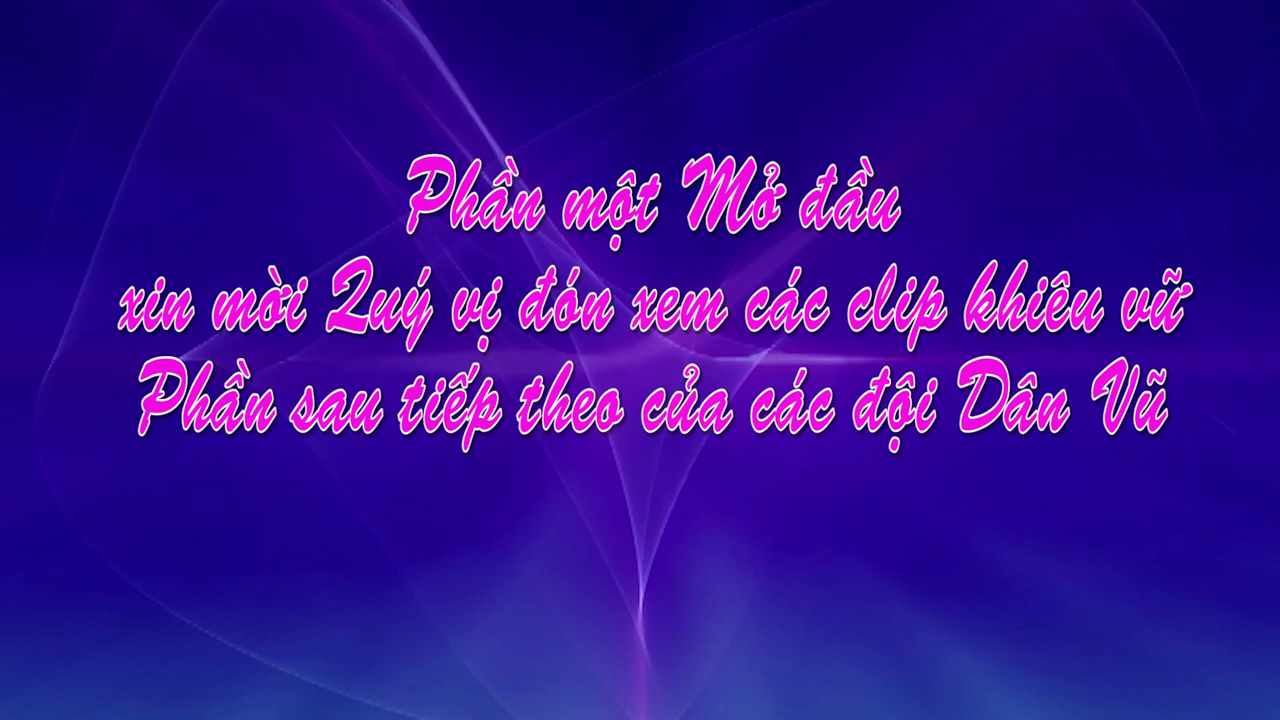 Phần một Mở đầu
xin mời Quý vị đón xem các clip khiêu vữ
Phần sau tiếp theo của các đội Dân Vũ